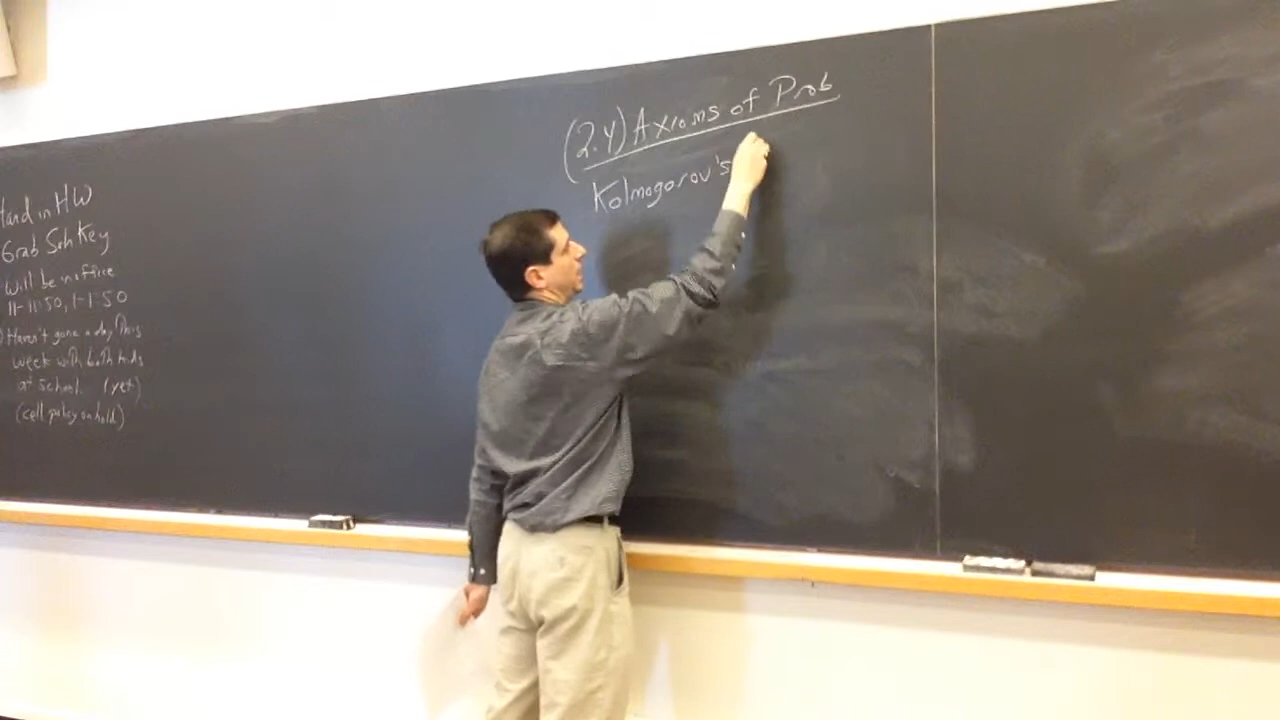 Hand in HW
Grab Soln Key
Will be in office
11-11:50, 1-1:50
Haven't gone a day this
week with both kids
at school. (yet)
(cell policy on hold)
(2.4) Axioms of Prob
Kolmogorov's